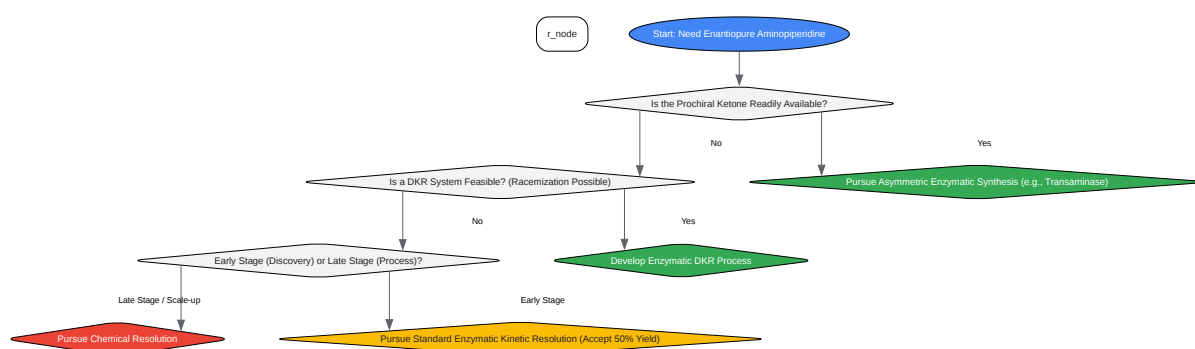 r_node
Start: Need Enantiopure Aminopiperidine
Is the Prochiral Ketone Readily Available?
No
Yes
Is a DKR System Feasible? (Racemization Possible)
Pursue Asymmetric Enzymatic Synthesis (e.g., Transaminase)
No
Yes
Early Stage (Discovery) or Late Stage (Process)?
Develop Enzymatic DKR Process
Late Stage / Scale-up
Early Stage
Pursue Chemical Resolution
Pursue Standard Enzymatic Kinetic Resolution (Accept 50% Yield)